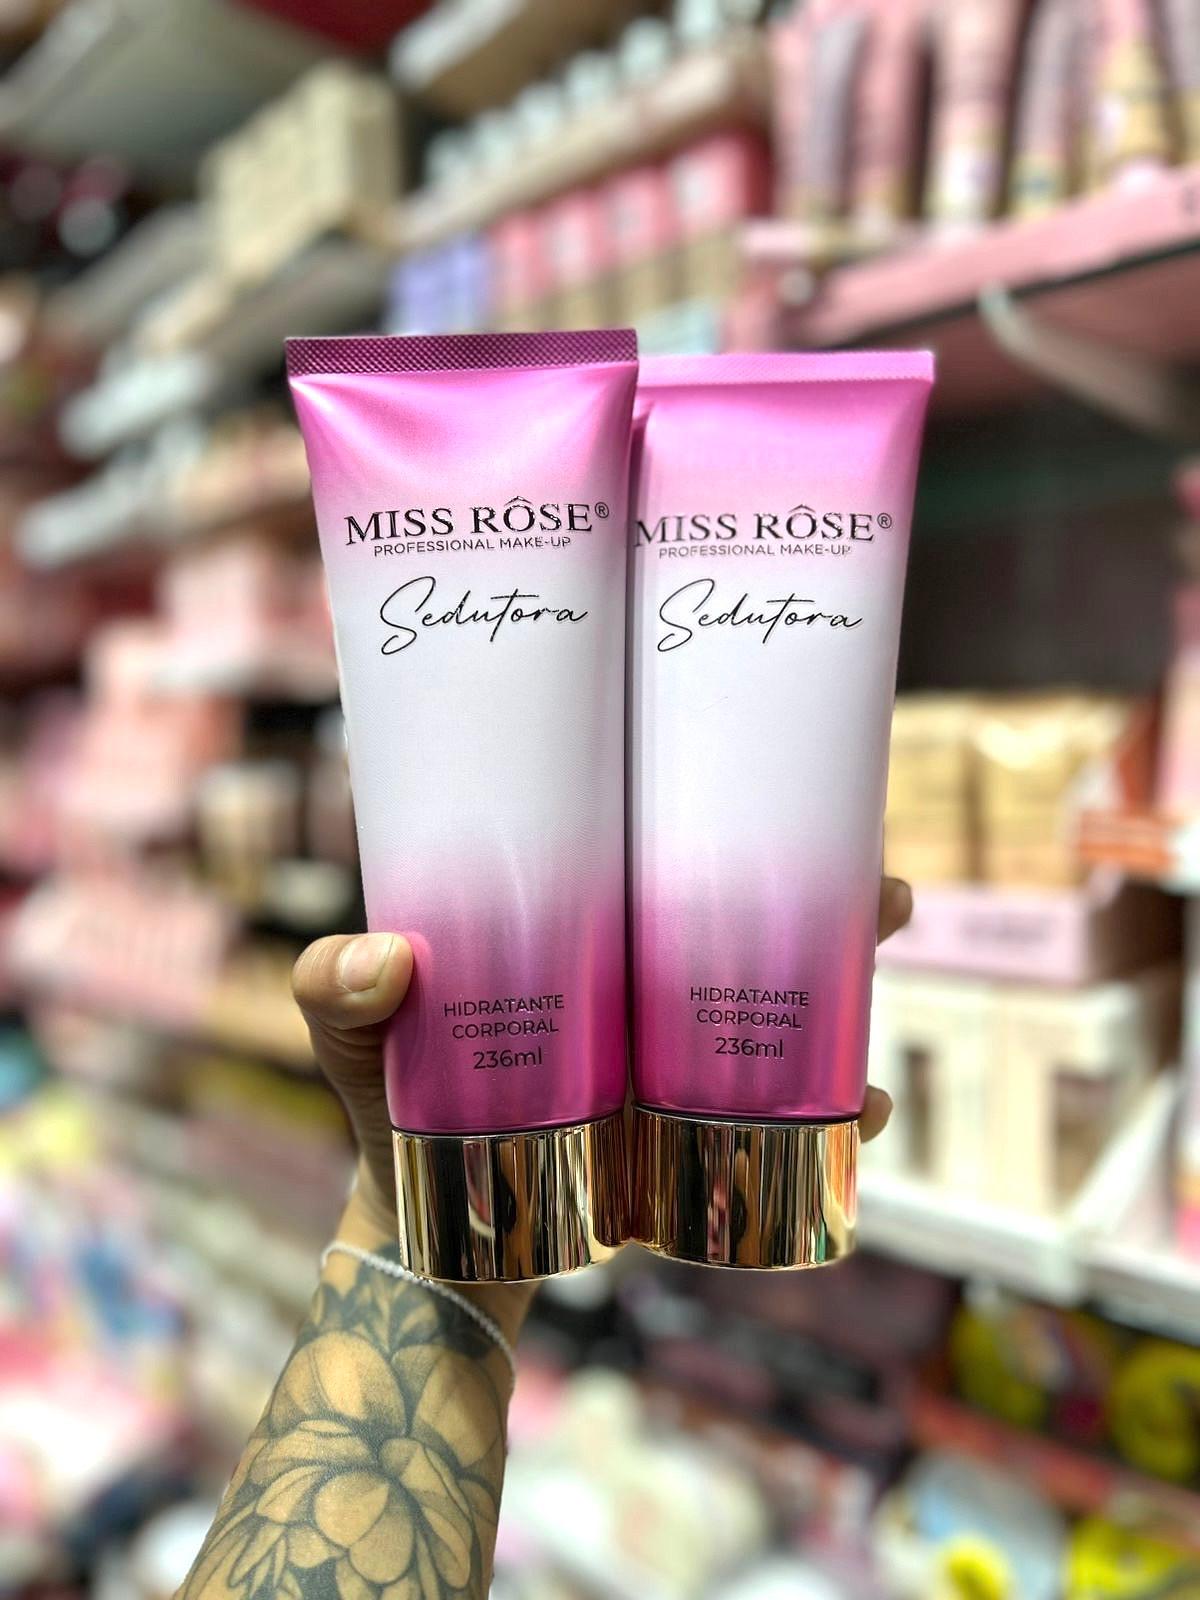 MISS RÔSE®
PROFESSIONAL MAKE-UP
Sedutora
HIDRATANTE
CORPORAL
236ml
MISS RÔSE®
PROFESSIONAL MAKE-UP
Sedutora
HIDRATANTE
CORPORAL
236ml